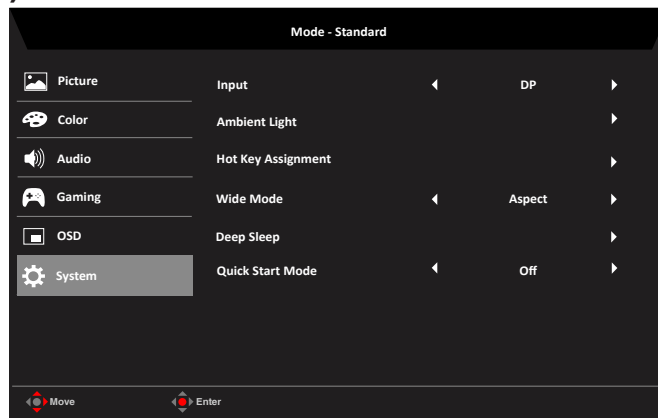 Mode - Standard
Picture
Color
Audio
Gaming
OSD
System
Input DP
Ambient Light
Hot Key Assignment
Wide Mode Aspect
Deep Sleep
Quick Start Mode Off
Move Enter